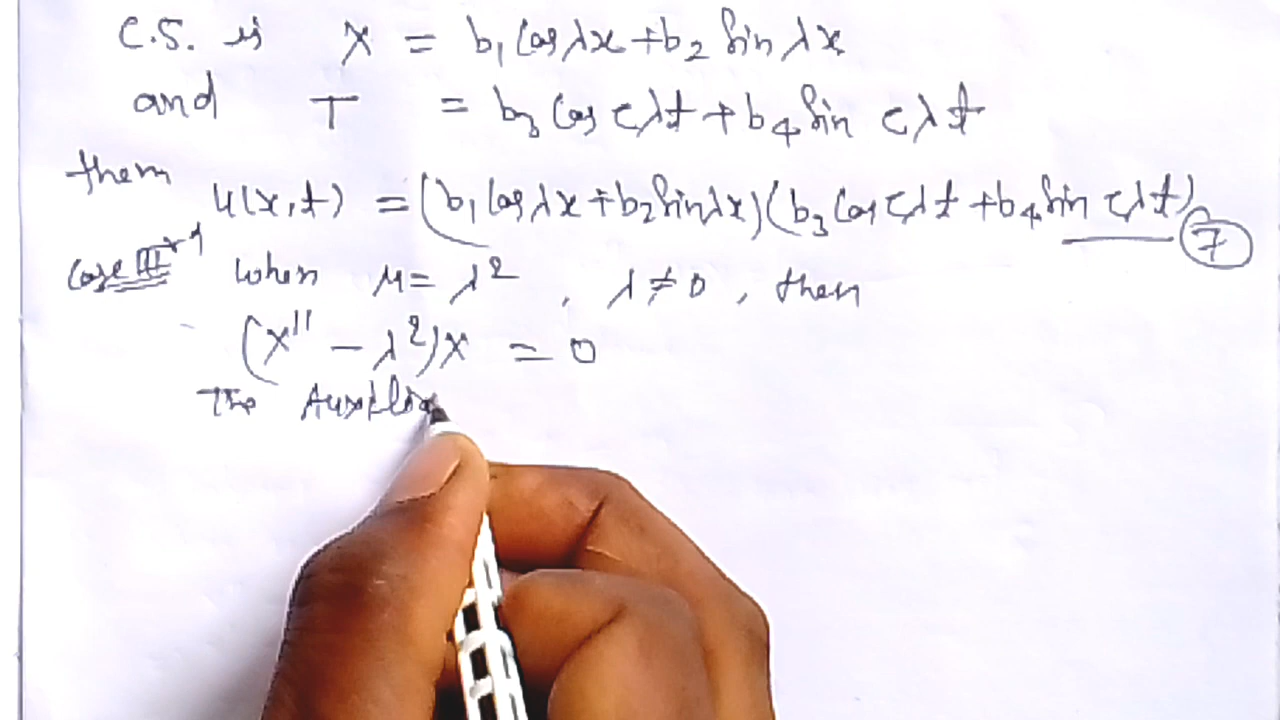 C.S. is X = b₁ Cos λx + b₂ Sin λx
and T = b₃ Cos cλt + b₄ Sin cλt
then u(x,t) = (b₁ Cos λx + b₂ Sin λx)(b₃ Cos cλt + b₄ Sin cλt) ⑦
Case IIIrd when μ = λ², λ ≠ 0, then
(X'' - λ²)X = 0
The Auxilia